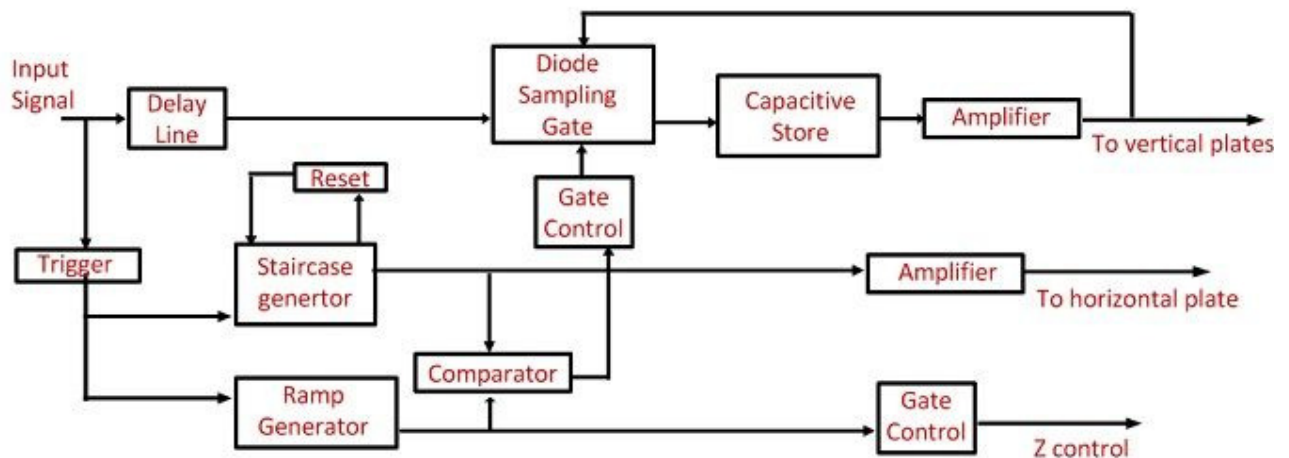 Input
Signal
Delay
Line
Diode
Sampling
Gate
Capacitive
Store
Amplifier
To vertical plates
Reset
Gate
Control
Trigger
Staircase
genertor
Amplifier
To horizontal plate
Comparator
Ramp
Generator
Gate
Control
Z control